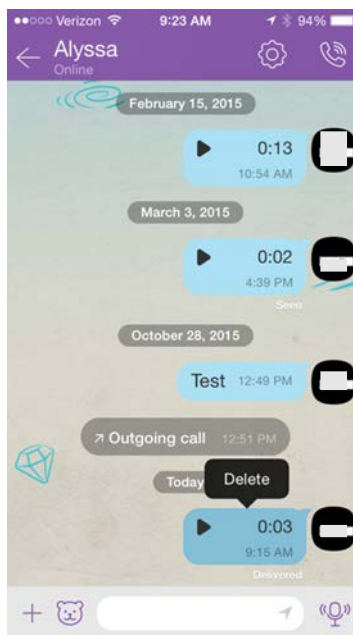 Verizon 9:23 AM 94%
Alyssa
Online
February 15, 2015
0:13
10:54 AM
March 3, 2015
0:02
4:39 PM
Seen
October 28, 2015
Test 12:49 PM
Outgoing call 12:51 PM
Today
Delete
0:03
9:15 AM
Delivered